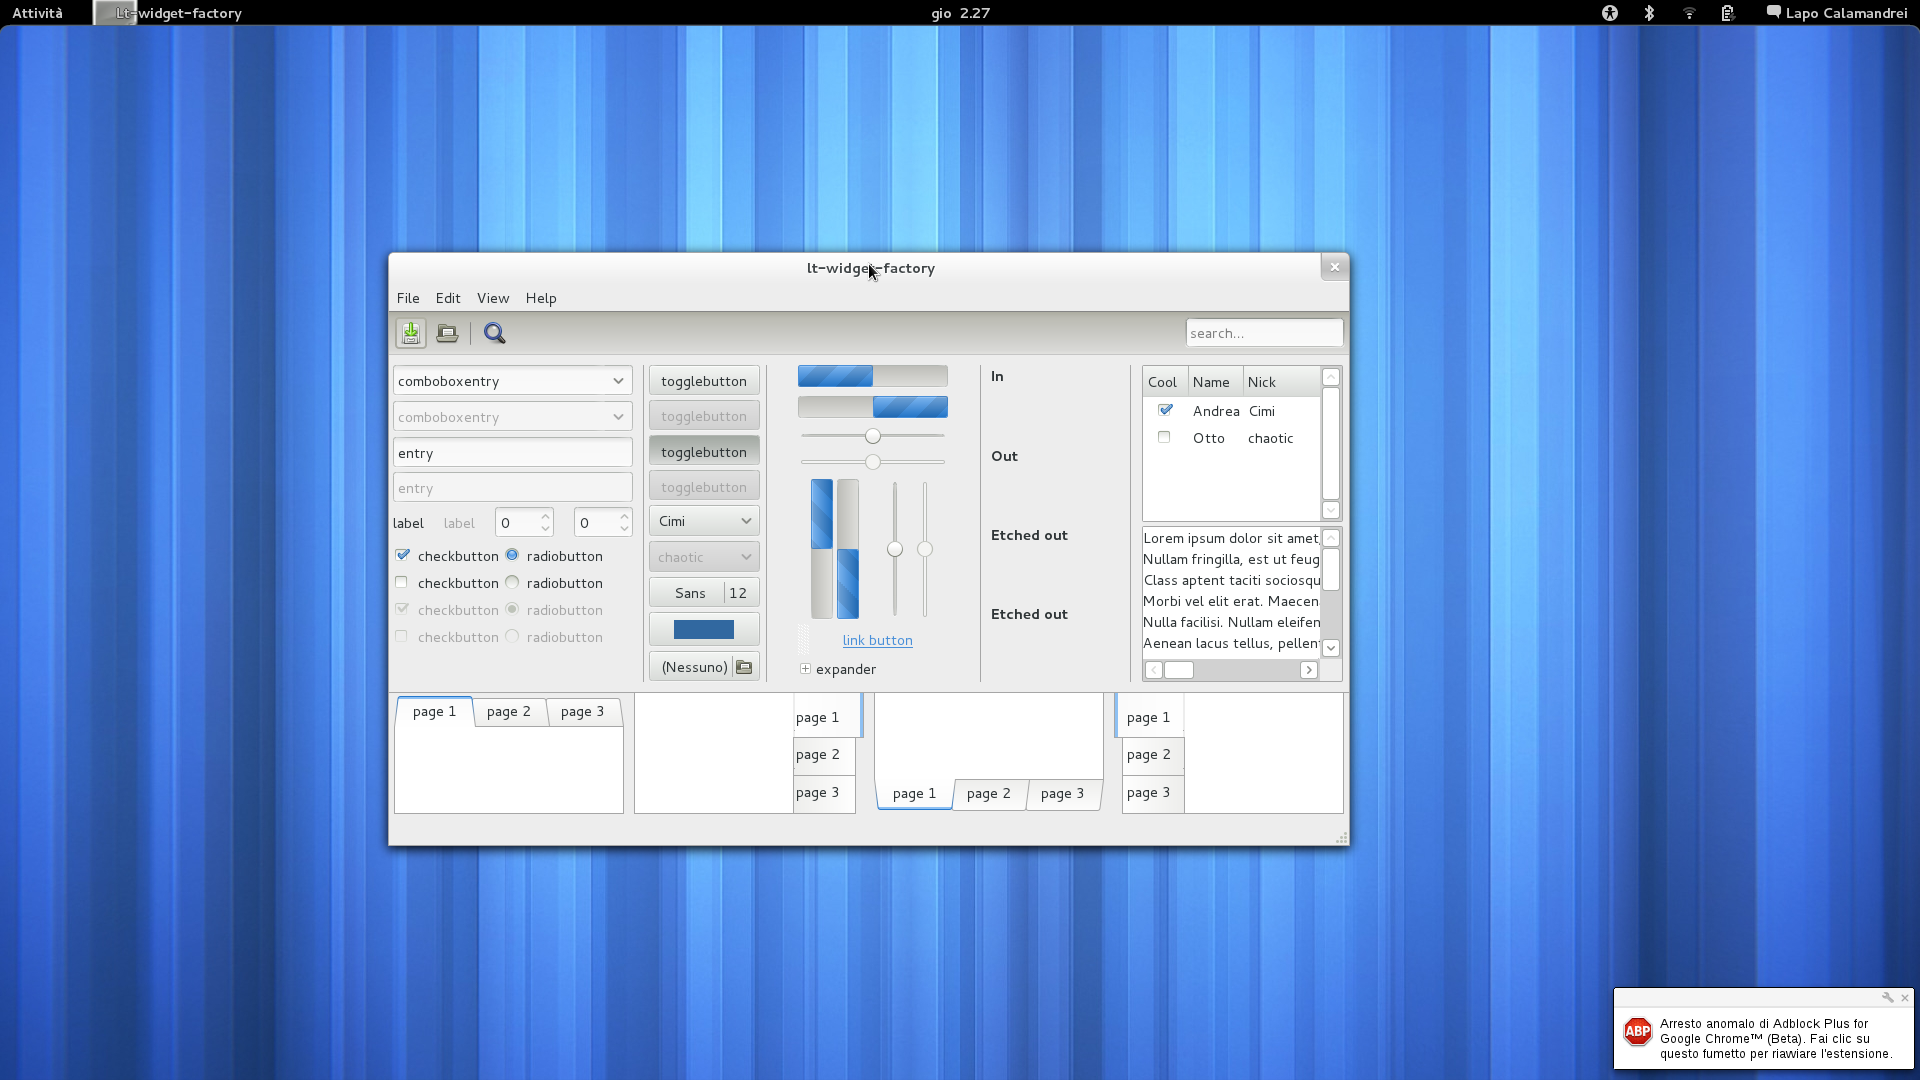 Attività
Lt-widget-factory
gio 2.27
Lapo Calamandrei
lt-widget-factory
File Edit View Help
search...
comboboxentry
comboboxentry
entry
entry
label label 0 0
checkbutton radiobutton
checkbutton radiobutton
checkbutton radiobutton
checkbutton radiobutton
togglebutton
togglebutton
togglebutton
togglebutton
Cimi
chaotic
Sans 12
(Nessuno)
link button
expander
In
Out
Etched out
Etched out
Cool Name Nick
Andrea Cimi
Otto chaotic
Lorem ipsum dolor sit amet,
Nullam fringilla, est ut feug
Class aptent taciti sociosqu
Morbi vel elit erat. Maecen
Nulla facilisi. Nullam eleifen
Aenean lacus tellus, pellent
page 1 page 2 page 3
page 1
page 2
page 3
page 1 page 2 page 3
page 1
page 2
page 3
ABP
Arresto anomalo di Adblock Plus for
Google Chrome™ (Beta). Fai clic su
questo fumetto per riavviare l'estensione.